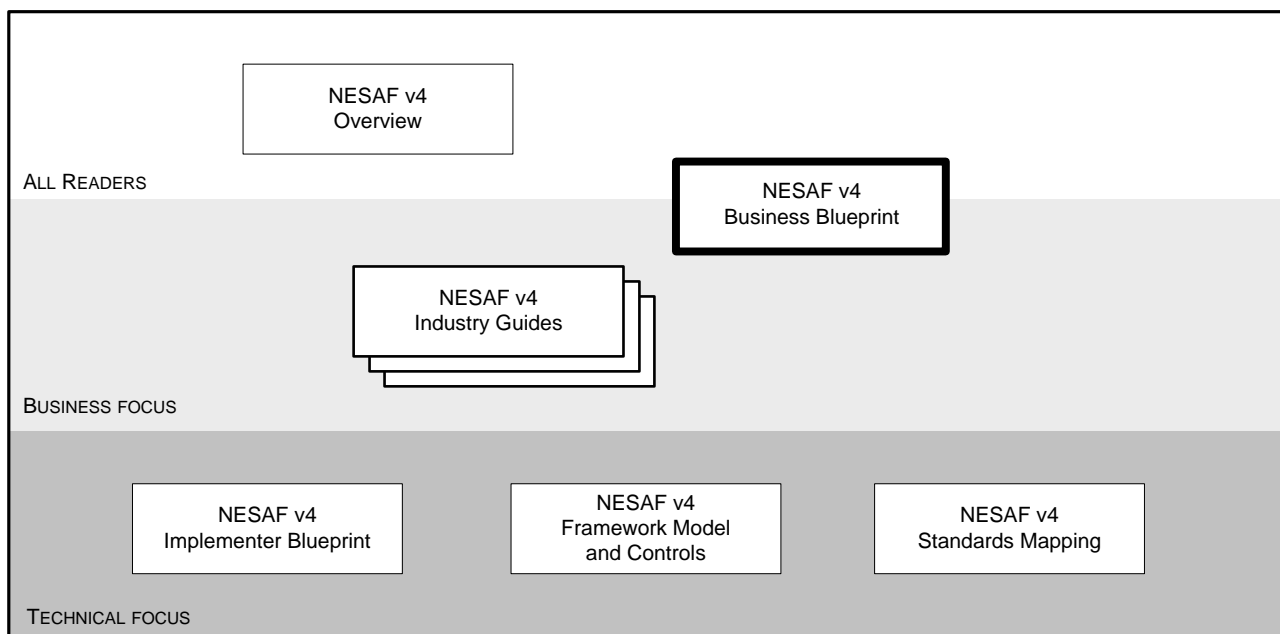 NESAF v4
Overview
ALL READERS
NESAF v4
Business Blueprint
NESAF v4
Industry Guides
BUSINESS FOCUS
NESAF v4
Implementer Blueprint
NESAF v4
Framework Model
and Controls
NESAF v4
Standards Mapping
TECHNICAL FOCUS